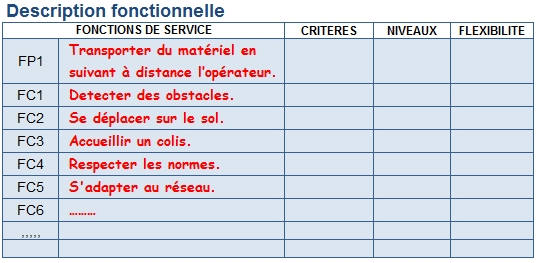 Description fonctionnelle
FONCTIONS DE SERVICE CRITERES NIVEAUX FLEXIBILITE
FP1 Transporter du matériel en
suivant à distance l'opérateur.
FC1 Detecter des obstacles.
FC2 Se déplacer sur le sol.
FC3 Accueillir un colis.
FC4 Respecter les normes.
FC5 S'adapter au réseau.
FC6 .........
,,,,,